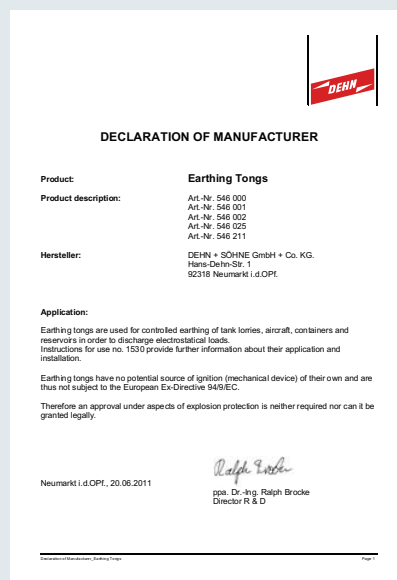 DEHN
DECLARATION OF MANUFACTURER
Product: Earthing Tongs
Product description: Art.-Nr. 546 000
Art.-Nr. 546 001
Art.-Nr. 546 002
Art.-Nr. 546 025
Art.-Nr. 546 211
Hersteller: DEHN + SÖHNE GmbH + Co. KG.
Hans-Dehn-Str. 1
92318 Neumarkt i.d.OPf.
Application:
Earthing tongs are used for controlled earthing of tank lorries, aircraft, containers and
reservoirs in order to discharge electrostatical loads.
Instructions for use no. 1530 provide further information about their application and
installation.
Earthing tongs have no potential source of ignition (mechanical device) of their own and are
thus not subject to the European Ex-Directive 94/9/EC.
Therefore an approval under aspects of explosion protection is neither required nor can it be
granted legally.
Ralph Brocke
Neumarkt i.d.OPf., 20.06.2011
ppa. Dr.-Ing. Ralph Brocke
Director R & D
Declaration of Manufacturer_Earthing Tongs Page 1